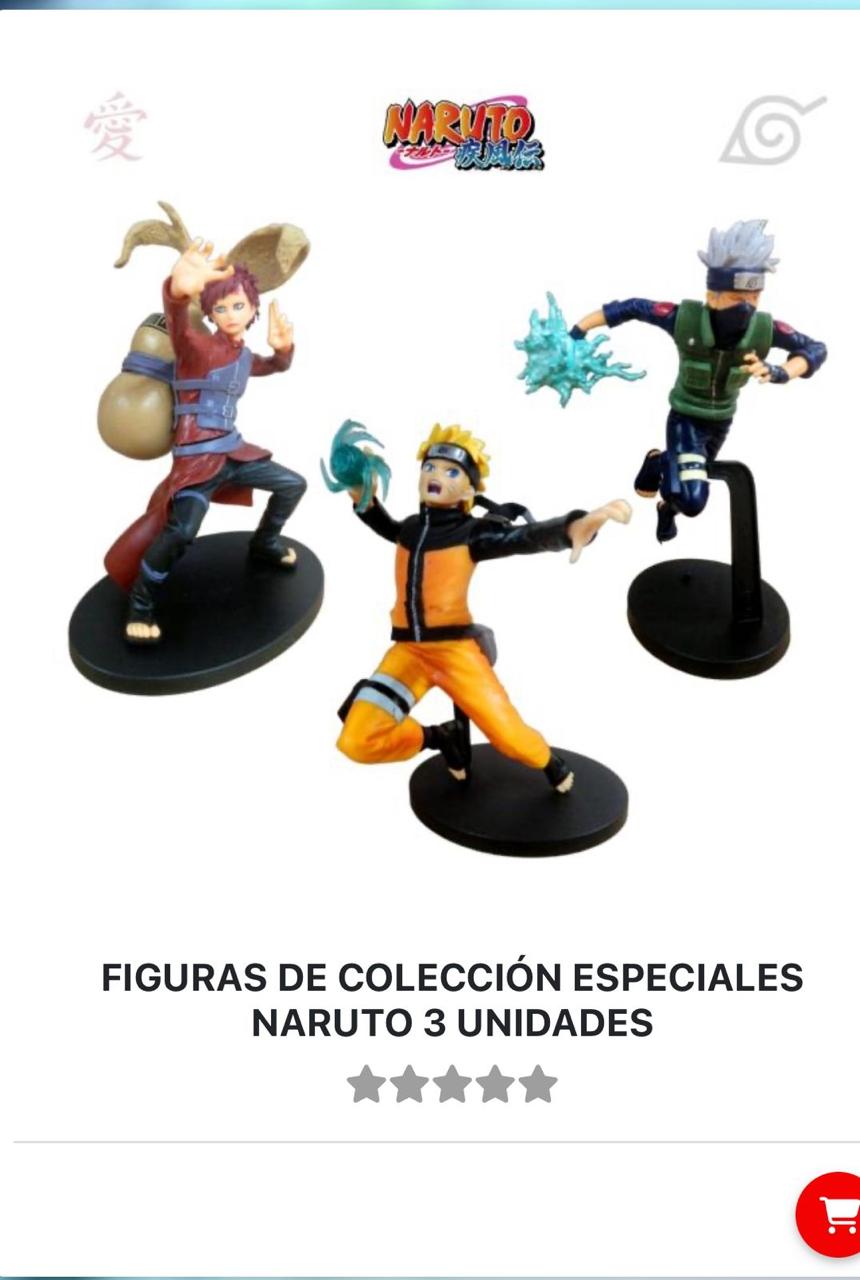 愛
NARUTO
ナルト
疾風伝
FIGURAS DE COLECCIÓN ESPECIALES
NARUTO 3 UNIDADES